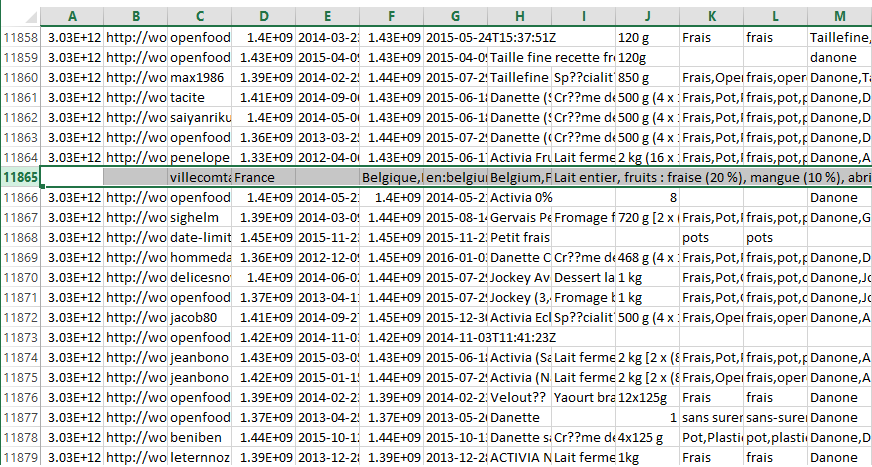 A B C D E F G H I J K L M
11858 3.03E+12 http://wo openfood 1.4E+09 2014-03-2 1.43E+09 2015-05-24T15:37:51Z 120 g Frais frais Taillefine,
11859 3.03E+12 http://wo openfood 1.43E+09 2015-04-0 1.43E+09 2015-04-0 Taille fine recette fr 120g danone
11860 3.03E+12 http://wo max1986 1.39E+09 2014-02-2 1.44E+09 2015-07-2 Taillefine Sp??cialit 850 g Frais,Ope frais,oper Danone,Ta
11861 3.03E+12 http://wo tacite 1.41E+09 2014-09-0 1.43E+09 2015-06-1 Danette (S Cr??me de 500 g (4 x Frais,Pot,I frais,pot,p Danone,D
11862 3.03E+12 http://wo saiyanriku 1.4E+09 2014-05-0 1.43E+09 2015-06-1 Danette (S Cr??me de 500 g (4 x Frais,Pot,I frais,pot,p Danone,D
11863 3.03E+12 http://wo openfood 1.36E+09 2013-03-2 1.44E+09 2015-07-2 Danette ( Cr??me de 500 g (4 x Frais,Pot,I frais,pot,p Danone,D
11864 3.03E+12 http://wo penelope 1.33E+09 2012-04-0 1.43E+09 2015-06-1 Activia Fru Lait ferme 2 kg (16 x Frais,Pot,I frais,pot,p Danone,A
11865 villecomta France Belgique, en:belgiu Belgium,F Lait entier, fruits : fraise (20 %), mangue (10 %), abri
11866 3.03E+12 http://wo openfood 1.4E+09 2014-05-2 1.4E+09 2014-05-2 Activia 0% 8 Danone
11867 3.03E+12 http://wo sighelm 1.39E+09 2014-03-0 1.44E+09 2015-08-1 Gervais Pe Fromage f 720 g [2 x ( Frais,Pot,I frais,pot,p Danone,G
11868 3.03E+12 http://wo date-limit 1.45E+09 2015-11-2 1.45E+09 2015-11-2 Petit frais pots pots
11869 3.03E+12 http://wo hommeda 1.36E+09 2012-12-0 1.45E+09 2016-01-0 Danette C Cr??me de 468 g (4 x Frais,Pot,I frais,pot,p Danone,D
11870 3.03E+12 http://wo delicesno 1.4E+09 2014-06-0 1.44E+09 2015-07-2 Jockey Av Dessert la 1 kg Frais,Pot,( frais,pot,c Danone,Jo
11871 3.03E+12 http://wo openfood 1.37E+09 2013-04-1 1.44E+09 2015-07-2 Jockey (3, Fromage b 1 kg Frais,Pot,( frais,pot,c Danone,Jo
11872 3.03E+12 http://wo jacob80 1.41E+09 2014-09-2 1.45E+09 2015-12-3 Activia Ecl Sp??cialit 500 g (4 x Frais,Ope frais,oper Danone,A
11873 3.03E+12 http://wo openfood 1.42E+09 2014-11-0 1.42E+09 2014-11-03T11:41:23Z
11874 3.03E+12 http://wo jeanbono 1.43E+09 2015-03-0 1.43E+09 2015-06-1 Activia (Sa Lait ferme 2 kg [2 x (8 Frais,Pot,I frais,pot,p Danone,A
11875 3.03E+12 http://wo jeanbono 1.42E+09 2015-01-1 1.44E+09 2015-07-2 Activia (N Lait ferme 2 kg [2 x (8 Frais,Ope frais,oper Danone,A
11876 3.03E+12 http://wo openfood 1.39E+09 2014-02-2 1.39E+09 2014-02-2 Velout?? Yaourt bra 12x125g Frais frais Danone
11877 3.03E+12 http://wo openfood 1.37E+09 2013-04-2 1.37E+09 2013-05-2 Danette 1 sans surer sans-sure Danone
11878 3.03E+12 http://wo beniben 1.44E+09 2015-10-1 1.44E+09 2015-10-1 Danette sa Cr??me de 4x125 g Pot,Plasti pot,plasti Danone,D
11879 3.03E+12 http://wo leternnoz 1.39E+09 2013-12-2 1.39E+09 2013-12-2 ACTIVIA N Lait ferme 1kg Frais frais Danone